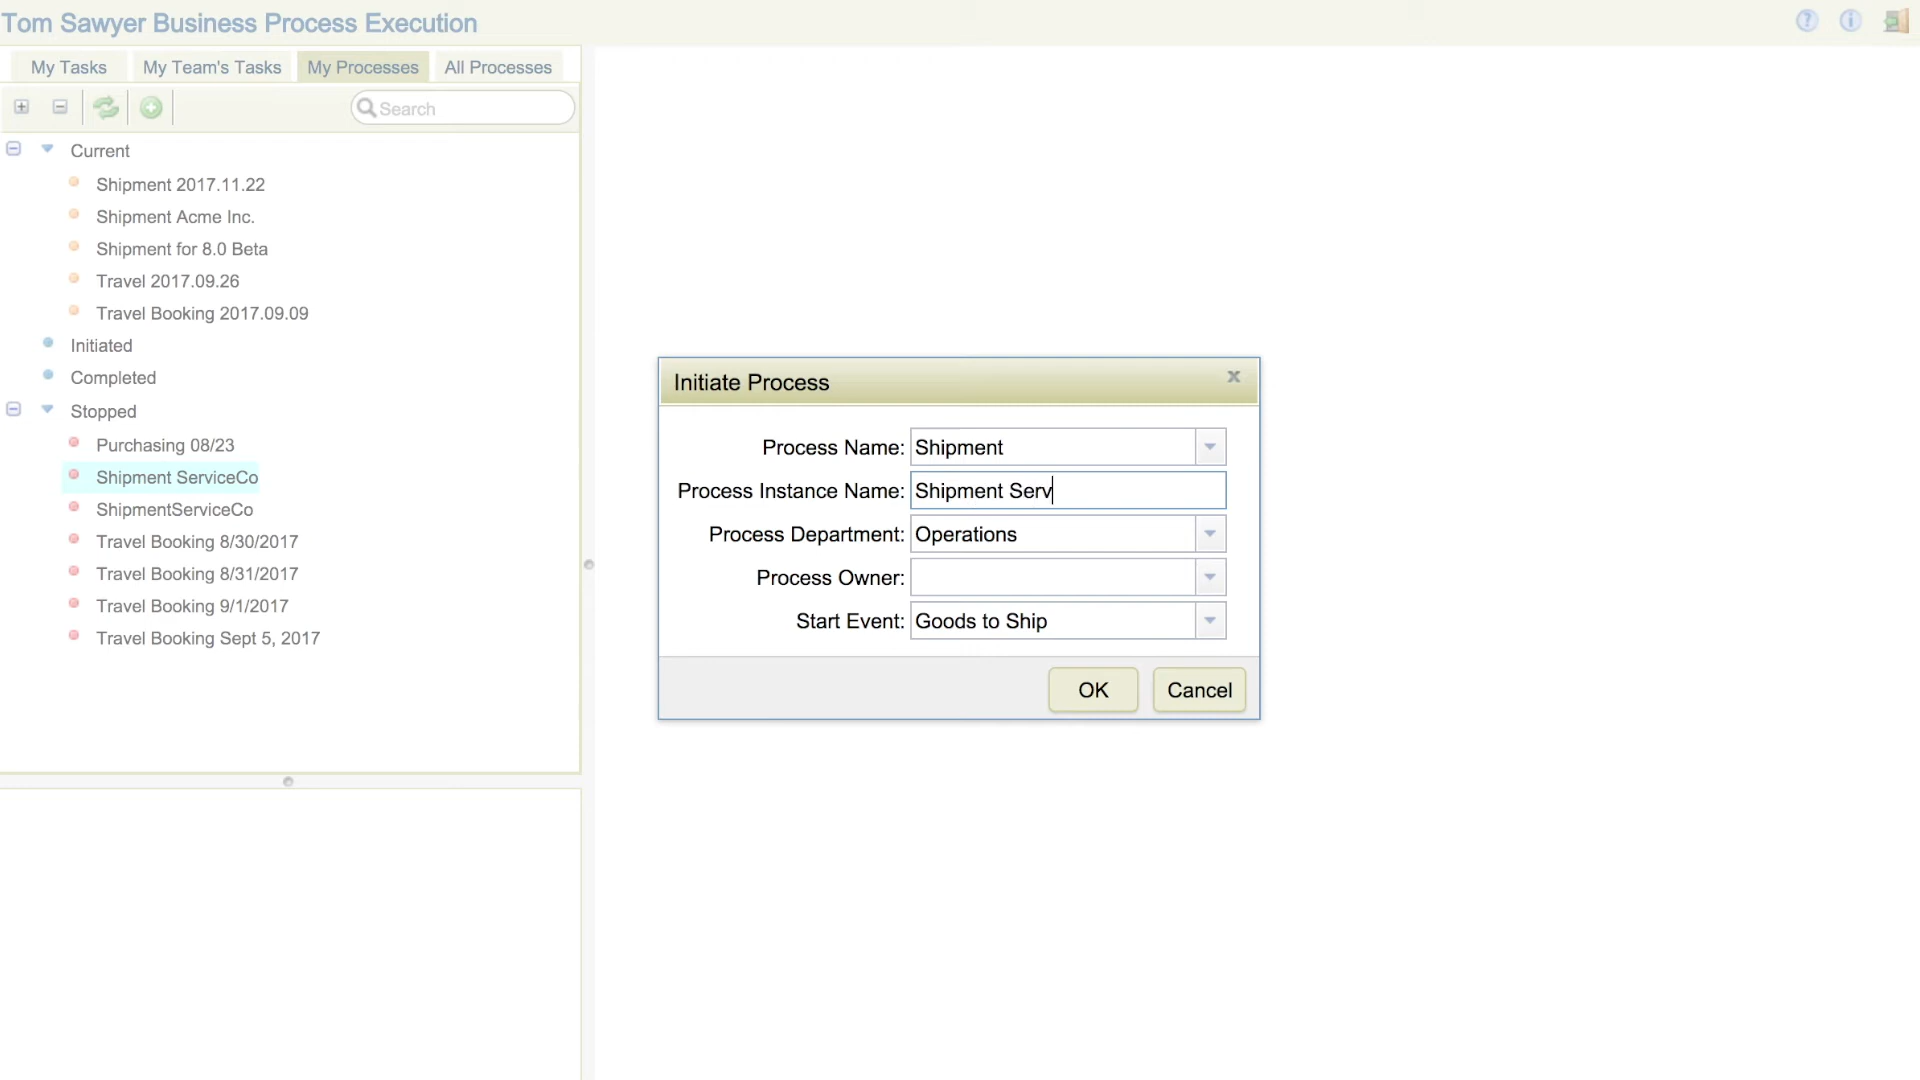 Tom Sawyer Business Process Execution
My Tasks
My Team's Tasks
My Processes
All Processes
Search
Current
Shipment 2017.11.22
Shipment Acme Inc.
Shipment for 8.0 Beta
Travel 2017.09.26
Travel Booking 2017.09.09
Initiated
Completed
Stopped
Purchasing 08/23
Shipment ServiceCo
ShipmentServiceCo
Travel Booking 8/30/2017
Travel Booking 8/31/2017
Travel Booking 9/1/2017
Travel Booking Sept 5, 2017
Initiate Process
Process Name: Shipment
Process Instance Name: Shipment Serv
Process Department: Operations
Process Owner:
Start Event: Goods to Ship
OK
Cancel